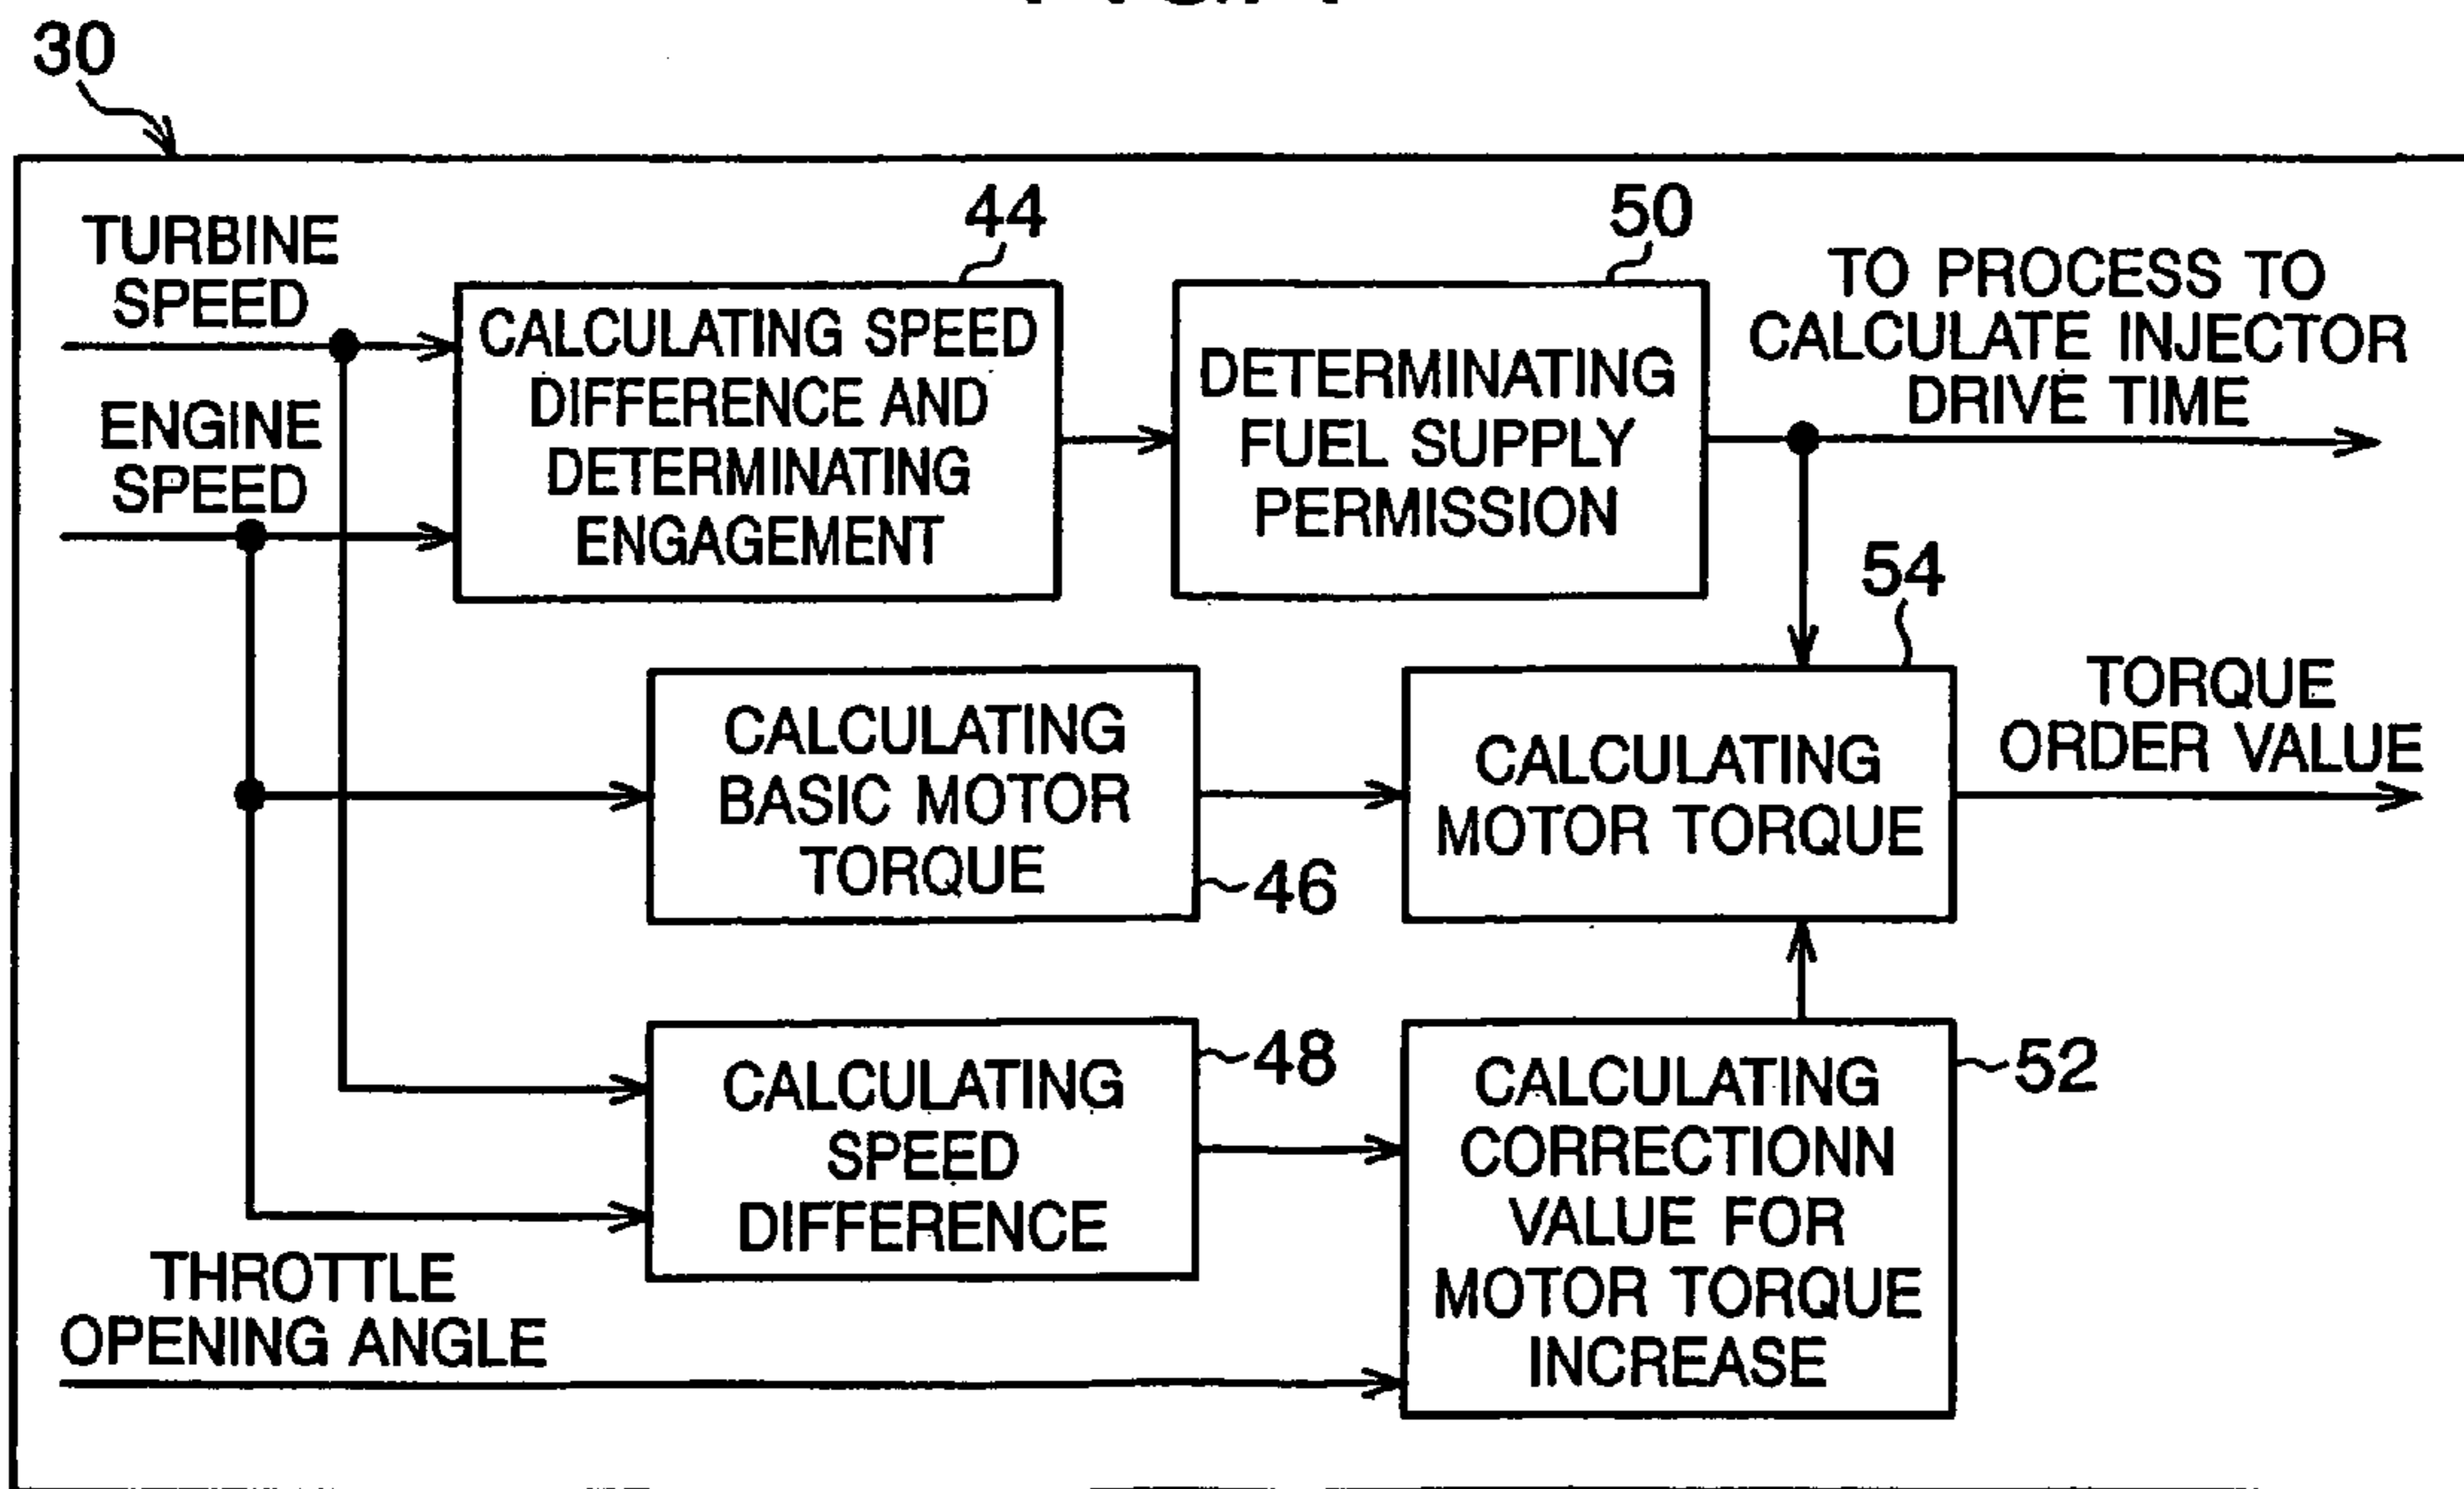 30
TURBINE
SPEED
ENGINE
SPEED
44
CALCULATING SPEED
DIFFERENCE AND
DETERMINATING
ENGAGEMENT
50
DETERMINATING
FUEL SUPPLY
PERMISSION
TO PROCESS TO
CALCULATE INJECTOR
DRIVE TIME
CALCULATING
BASIC MOTOR
TORQUE
46
54
CALCULATING
MOTOR TORQUE
TORQUE
ORDER VALUE
CALCULATING
SPEED
DIFFERENCE
48
CALCULATING
CORRECTIONN
VALUE FOR
MOTOR TORQUE
INCREASE
52
THROTTLE
OPENING ANGLE